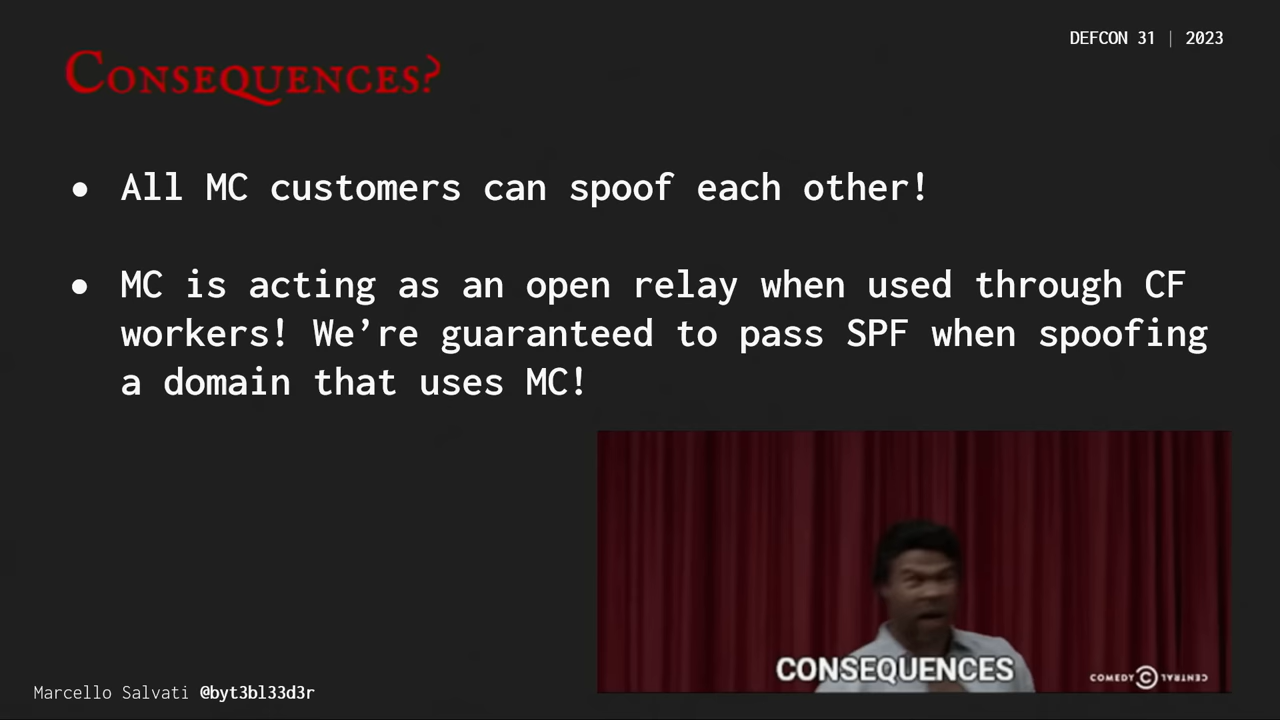 DEFCON 31 | 2023
Consequences?
● All MC customers can spoof each other!
● MC is acting as an open relay when used through CF
workers! We’re guaranteed to pass SPF when spoofing
a domain that uses MC!
CONSEQUENCES
COMEDY CENTRAL
Marcello Salvati @byt3bl33d3r